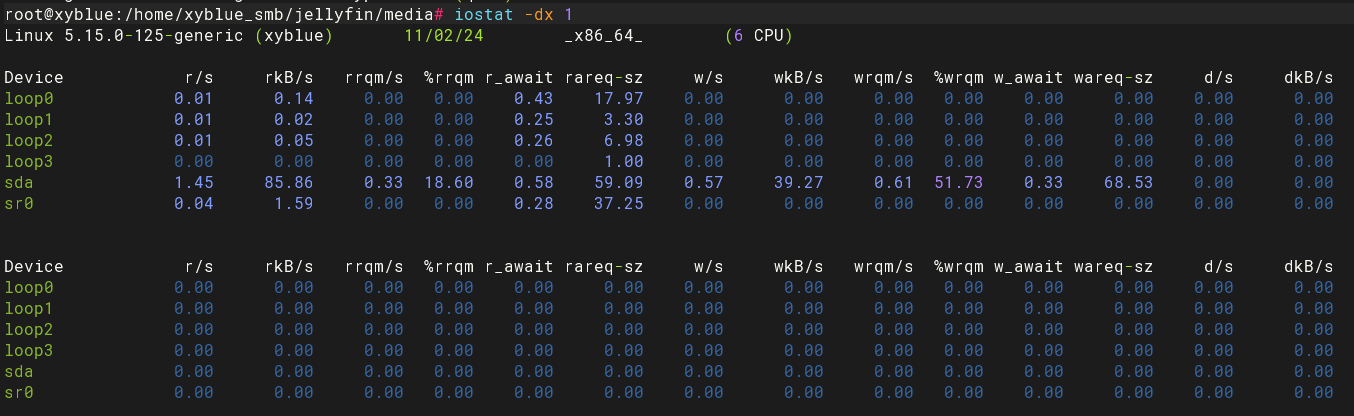 root@xyblue:/home/xyblue_smb/jellyfin/media# iostat -dx 1
Linux 5.15.0-125-generic (xyblue) 11/02/24 _x86_64_ (6 CPU)
Device r/s rkB/s rrqm/s %rrqm r_await rareq-sz w/s wkB/s wrqm/s %wrqm w_await wareq-sz d/s dkB/s
loop0 0.01 0.14 0.00 0.00 0.43 17.97 0.00 0.00 0.00 0.00 0.00 0.00 0.00 0.00
loop1 0.01 0.02 0.00 0.00 0.25 3.30 0.00 0.00 0.00 0.00 0.00 0.00 0.00 0.00
loop2 0.01 0.05 0.00 0.00 0.26 6.98 0.00 0.00 0.00 0.00 0.00 0.00 0.00 0.00
loop3 0.00 0.00 0.00 0.00 0.00 1.00 0.00 0.00 0.00 0.00 0.00 0.00 0.00 0.00
sda 1.45 85.86 0.33 18.60 0.58 59.09 0.57 39.27 0.61 51.73 0.33 68.53 0.00 0.00
sr0 0.04 1.59 0.00 0.00 0.28 37.25 0.00 0.00 0.00 0.00 0.00 0.00 0.00 0.00
Device r/s rkB/s rrqm/s %rrqm r_await rareq-sz w/s wkB/s wrqm/s %wrqm w_await wareq-sz d/s dkB/s
loop0 0.00 0.00 0.00 0.00 0.00 0.00 0.00 0.00 0.00 0.00 0.00 0.00 0.00 0.00
loop1 0.00 0.00 0.00 0.00 0.00 0.00 0.00 0.00 0.00 0.00 0.00 0.00 0.00 0.00
loop2 0.00 0.00 0.00 0.00 0.00 0.00 0.00 0.00 0.00 0.00 0.00 0.00 0.00 0.00
loop3 0.00 0.00 0.00 0.00 0.00 0.00 0.00 0.00 0.00 0.00 0.00 0.00 0.00 0.00
sda 0.00 0.00 0.00 0.00 0.00 0.00 0.00 0.00 0.00 0.00 0.00 0.00 0.00 0.00
sr0 0.00 0.00 0.00 0.00 0.00 0.00 0.00 0.00 0.00 0.00 0.00 0.00 0.00 0.00